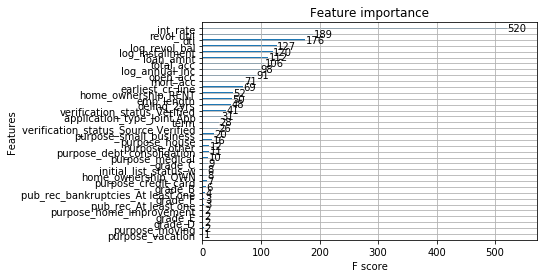 Feature importance
int_rate 520
revol_util 189
dti 176
log_revol_bal 127
log_installment 120
loan_amnt 112
total_acc 106
log_annual_inc 98
open_acc 91
mort_acc 71
earliest_cr_line 69
home_ownership_RENT 52
emp_length 50
verification_status_Verified 41
application_type_Joint App 31
term 28
verification_status_Source Verified 26
purpose_small_business 20
purpose_house 16
purpose_other 12
purpose_debt_consolidation 11
purpose_medical 10
grade_C 9
initial_list_status_w 8
home_ownership_OWN 8
purpose_credit_card 7
grade_B 6
pub_rec_bankruptcies_At least one 4
pub_rec_At least one 3
purpose_home_improvement 2
grade_E 2
grade_D 2
purpose_moving 2
purpose_vacation 1
Features
0 100 200 300 400 500
F score